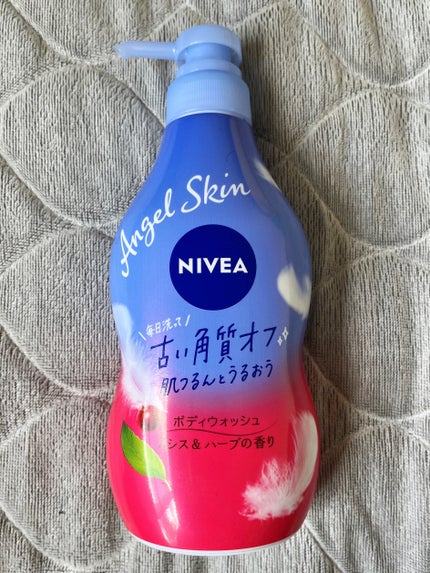 Angel Skin
NIVEA
毎日洗って
古い角質オフ
肌つるんとうるおう
ボディウォッシュ
シス&ハーブの香り